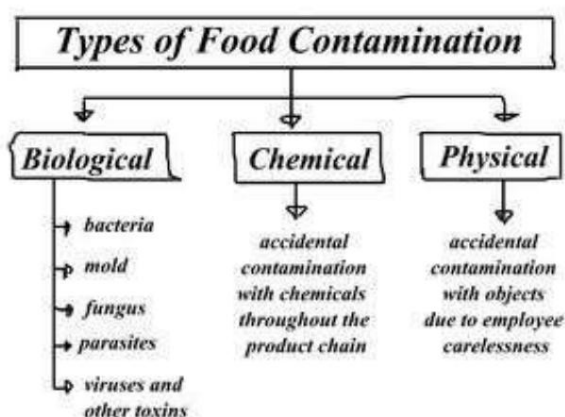 Types of Food Contamination
Biological
bacteria
mold
fungus
parasites
viruses and
other toxins
Chemical
accidental
contamination
with chemicals
throughout the
product chain
Physical
accidental
contamination
with objects
due to employee
carelessness